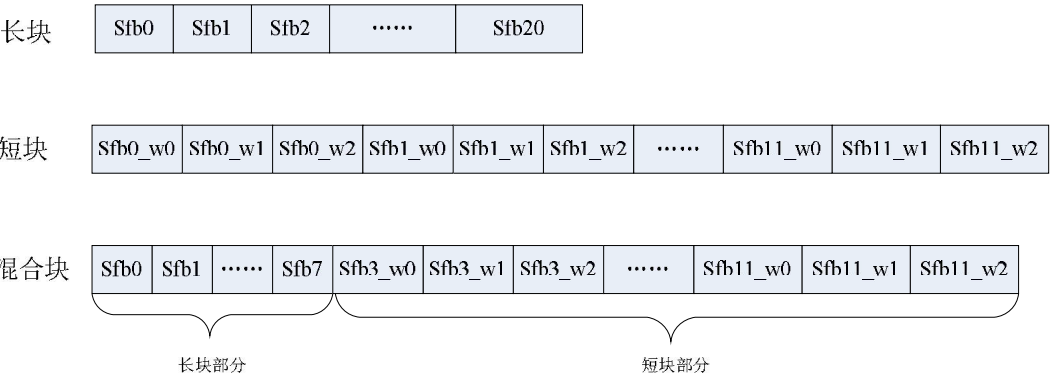 长块 Sfb0 Sfb1 Sfb2 …… Sfb20
短块 Sfb0_w0 Sfb0_w1 Sfb0_w2 Sfb1_w0 Sfb1_w1 Sfb1_w2 …… Sfb11_w0 Sfb11_w1 Sfb11_w2
混合块 Sfb0 Sfb1 …… Sfb7 Sfb3_w0 Sfb3_w1 Sfb3_w2 …… Sfb11_w0 Sfb11_w1 Sfb11_w2
长块部分 短块部分